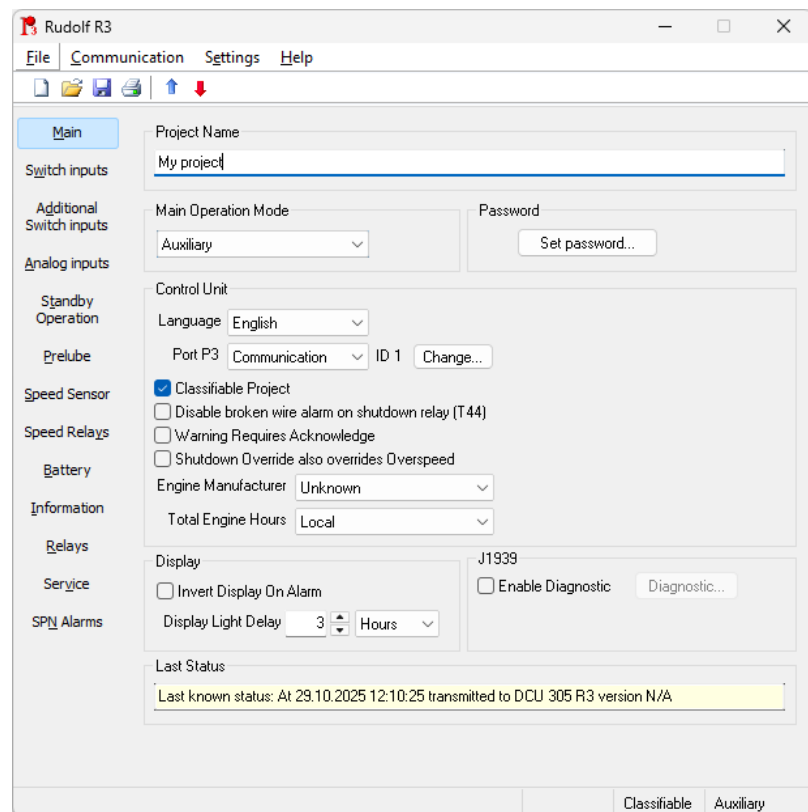 Rudolf R3
File Communication Settings Help
Main
Switch inputs
Additional
Switch inputs
Analog inputs
Standby
Operation
Prelube
Speed Sensor
Speed Relays
Battery
Information
Relays
Service
SPN Alarms
Project Name
My project
Main Operation Mode
Auxiliary
Password
Set password...
Control Unit
Language English
Port P3 Communication ID 1 Change...
Classifiable Project
Disable broken wire alarm on shutdown relay (T44)
Warning Requires Acknowledge
Shutdown Override also overrides Overspeed
Engine Manufacturer Unknown
Total Engine Hours Local
Display
Invert Display On Alarm
Display Light Delay 3 Hours
J1939
Enable Diagnostic Diagnostic...
Last Status
Last known status: At 29.10.2025 12:10:25 transmitted to DCU 305 R3 version N/A
Classifiable Auxiliary